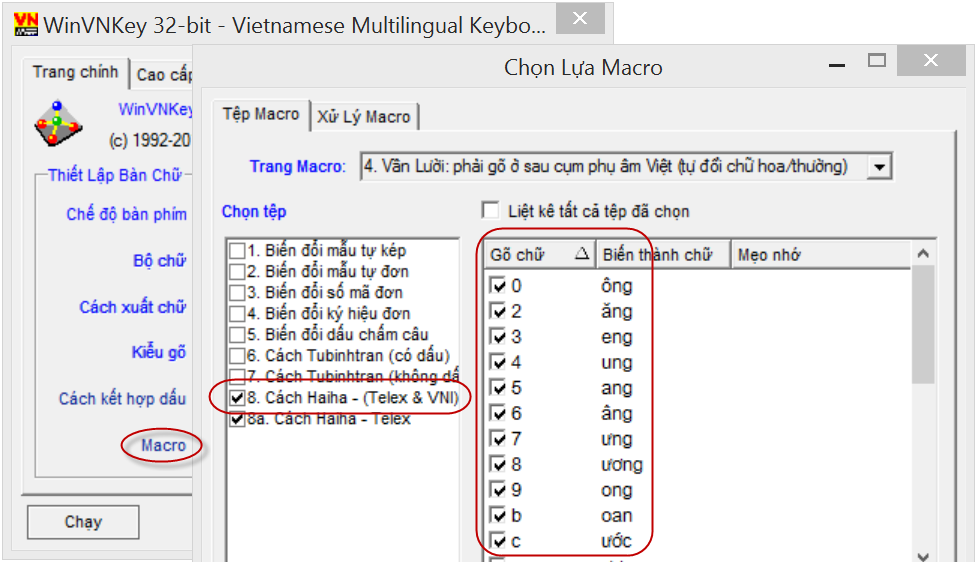 WinVNKey 32-bit - Vietnamese Multilingual Keybo...
Trang chính
Cao cấp
WinVNKey
(c) 1992-20
Thiết Lập Bàn Chữ
Chế độ bàn phím
Bộ chữ
Cách xuất chữ
Kiểu gõ
Cách kết hợp dấu
Macro
Chạy
Chọn Lựa Macro
Tệp Macro
Xử Lý Macro
Trang Macro: 4. Vần Lười: phải gõ ở sau cụm phụ âm Việt (tự đổi chữ hoa/thường)
Chọn tệp
Liệt kê tất cả tệp đã chọn
1. Biến đổi mẫu tự kép
2. Biến đổi mẫu tự đơn
3. Biến đổi số mã đơn
4. Biến đổi ký hiệu đơn
5. Biến đổi dấu chấm câu
6. Cách Tubinhtran (có dấu)
7. Cách Tubinhtran (không dấ
8. Cách Haiha - (Telex & VNI)
8a. Cách Haiha - Telex
Gõ chữ Biến thành chữ Mẹo nhớ
0 ông
2 ăng
3 eng
4 ung
5 ang
6 âng
7 ưng
8 ương
9 ong
b oan
c ước